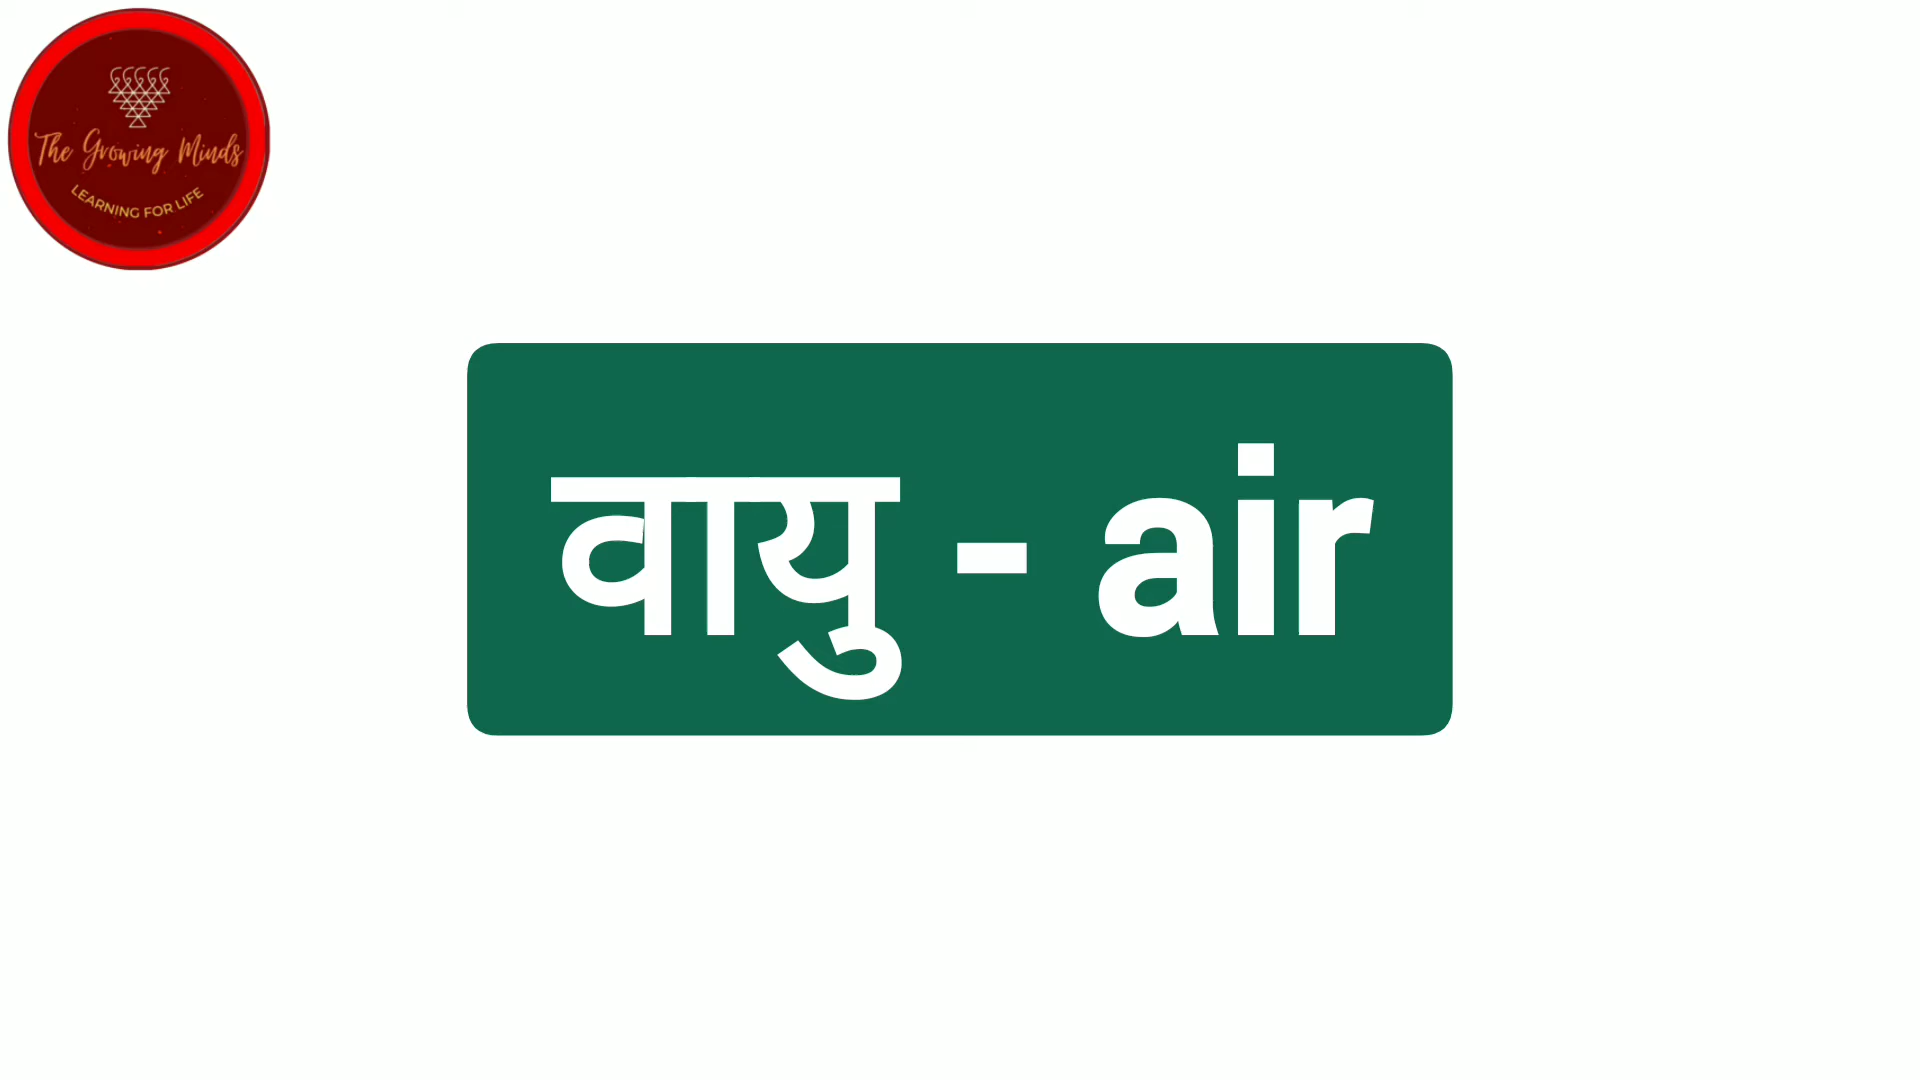 The Growing Minds
LEARNING FOR LIFE
वायु - air